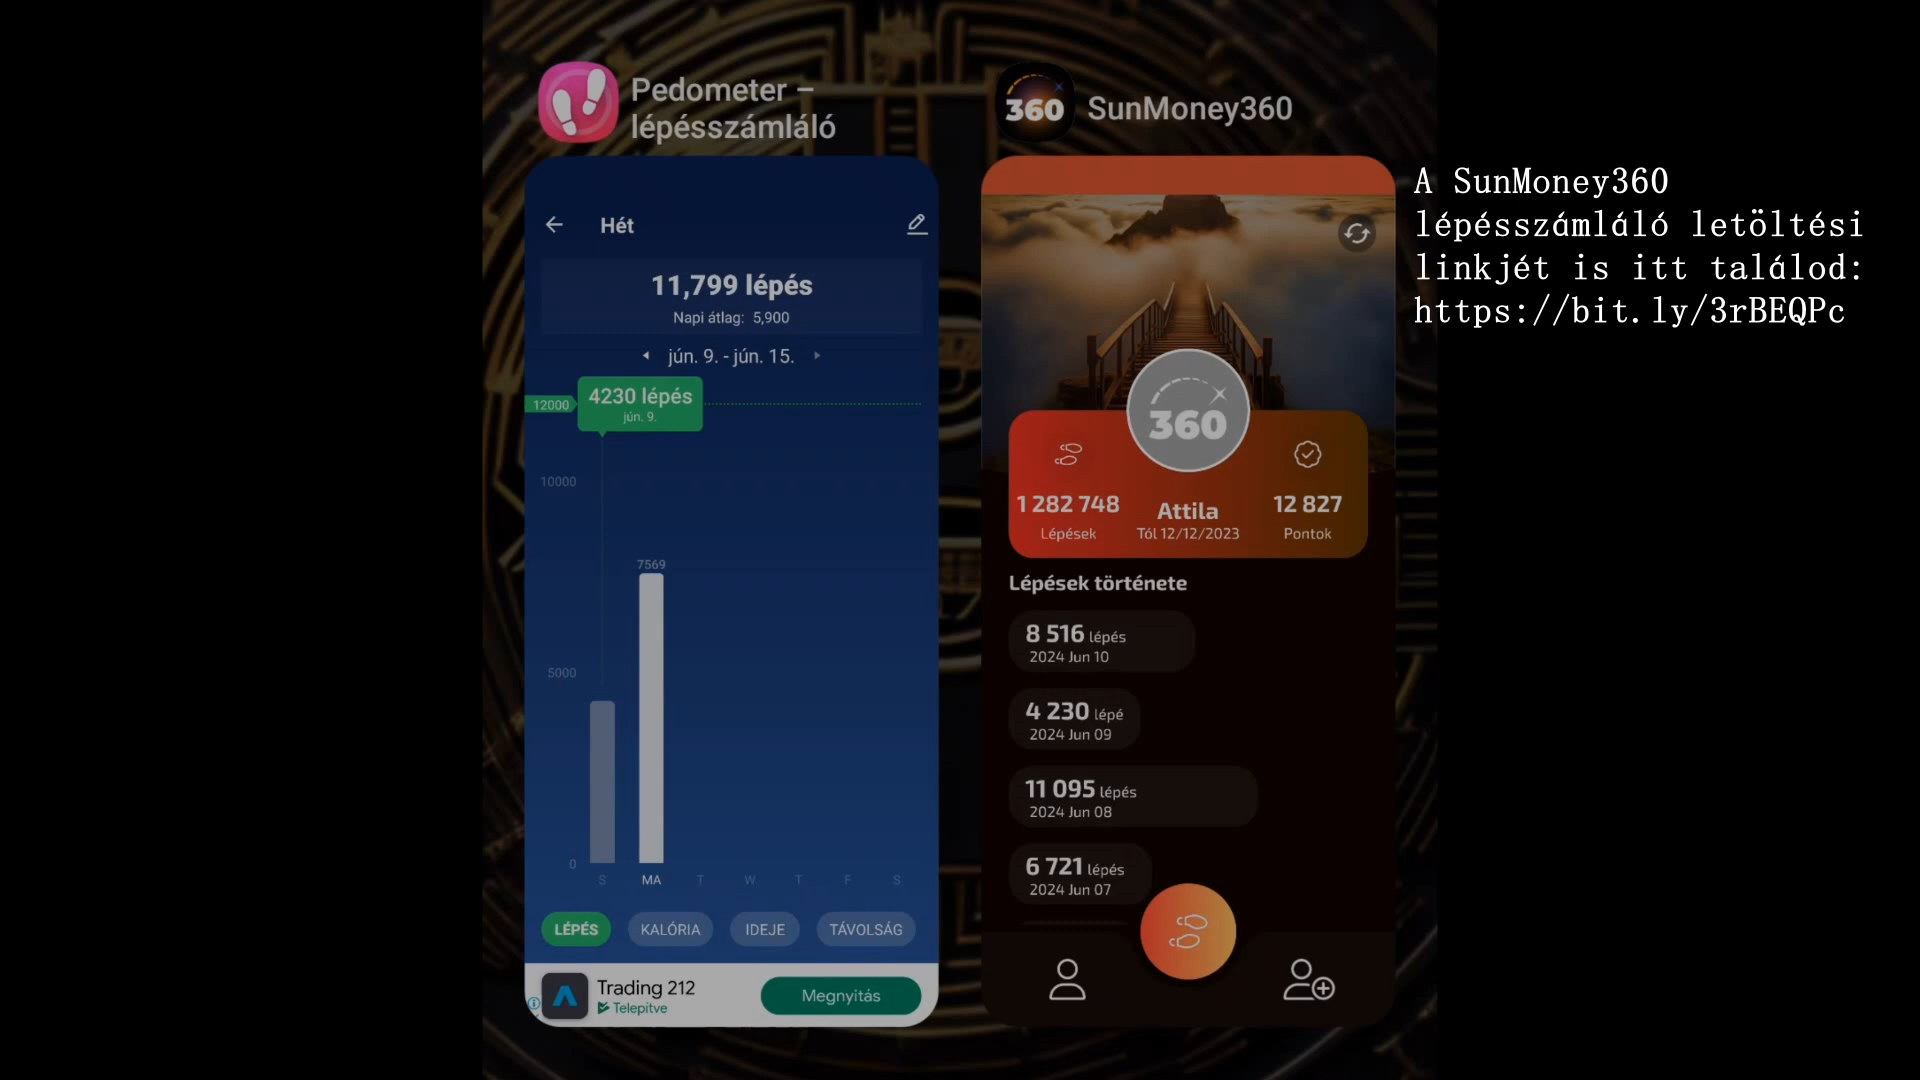 Pedometer –
lépésszámláló
Hét
11,799 lépés
Napi átlag: 5,900
jún. 9. - jún. 15.
12000
4230 lépés
jún. 9.
10000
7569
5000
0
S MA T W T F S
LÉPÉS KALÓRIA IDEJE TÁVOLSÁG
Trading 212
Telepitve
Megnyitás
360
SunMoney360
360
1 282 748
Lépések
Attila
Tól 12/12/2023
12 827
Pontok
Lépések története
8 516 lépés
2024 Jun 10
4 230 lépé
2024 Jun 09
11 095 lépés
2024 Jun 08
6 721 lépés
2024 Jun 07
A SunMoney360
lépésszámláló letöltési
linkjét is itt találod:
https://bit.ly/3rBEQPc